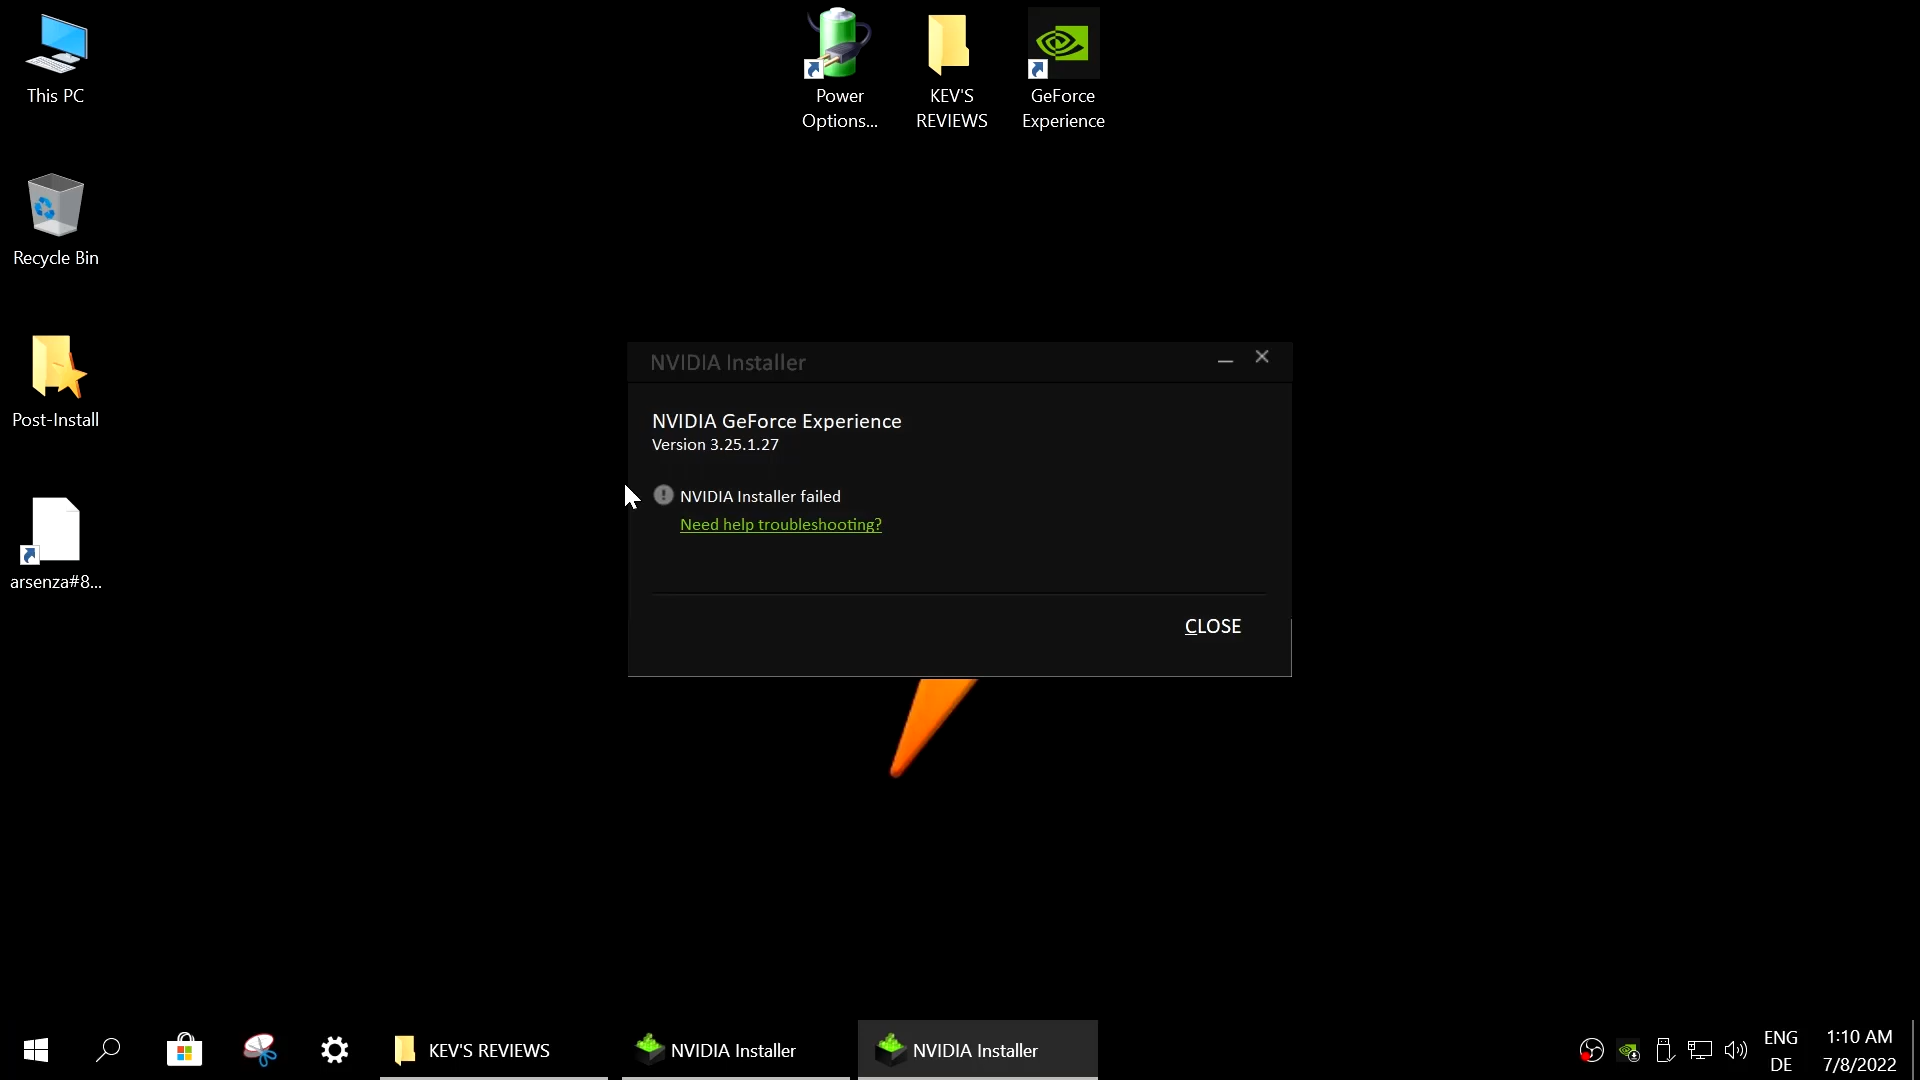 This PC
Recycle Bin
Post-Install
arsenza#8...
Power
Options...
KEV'S
REVIEWS
GeForce
Experience
NVIDIA Installer
NVIDIA GeForce Experience
Version 3.25.1.27
NVIDIA Installer failed
Need help troubleshooting?
CLOSE
KEV'S REVIEWS
NVIDIA Installer
NVIDIA Installer
ENG
DE
1:10 AM
7/8/2022